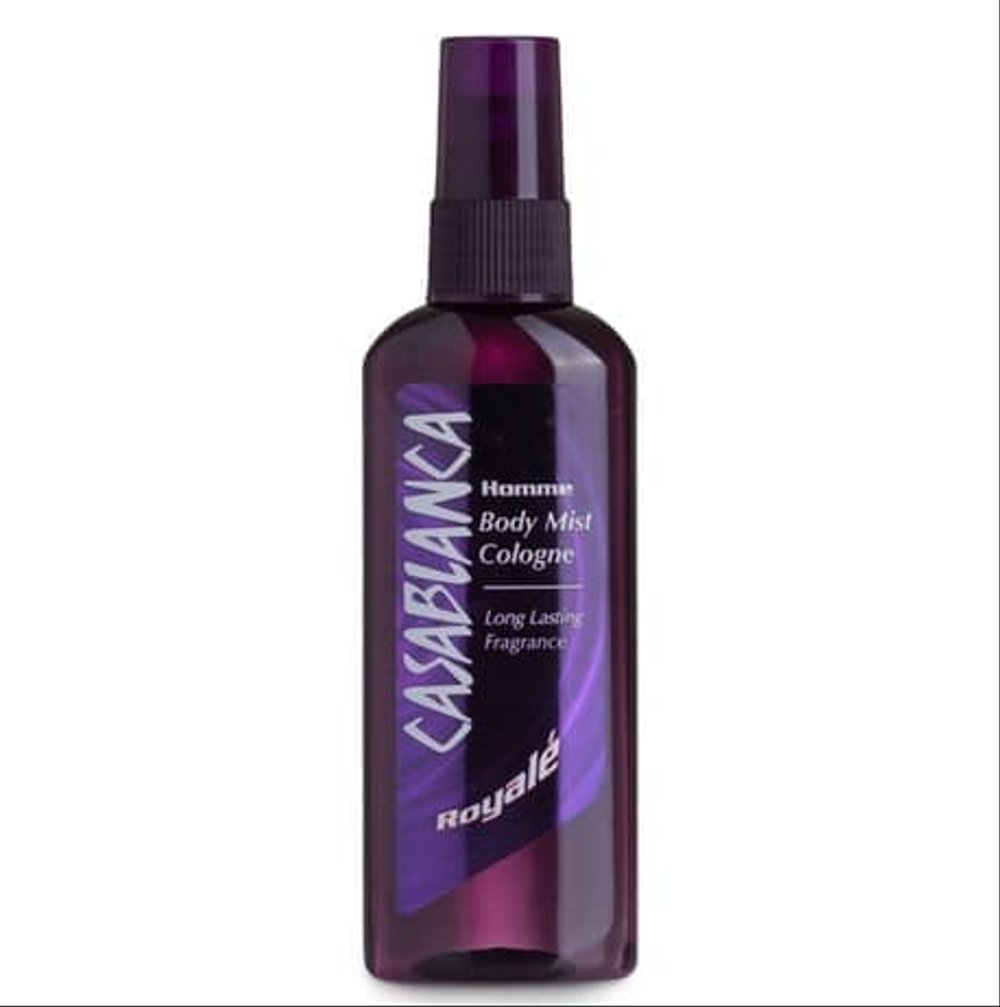 CASABLANCA
Homme
Body Mist
Cologne
Long Lasting
Fragrance
Royalé